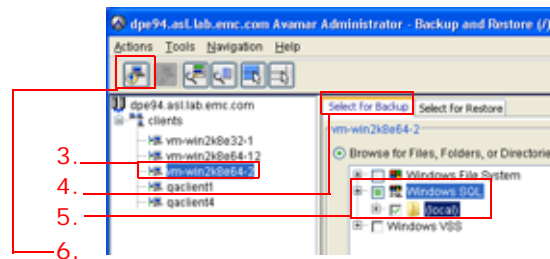 dpe94.asl.lab.emc.com Avamar Administrator - Backup and Restore (/)
Actions Tools Navigation Help
dpe94.asl.lab.emc.com
clients
vm-win2k8e32-1
vm-win2k8e64-12
vm-win2k8e64-2
qaclient1
qaclient4
Select for Backup Select for Restore
vm-win2k8e64-2
Browse for Files, Folders, or Directorie
Windows File System
Windows SQL
(local)
Windows VSS
3.
4.
5.
6.